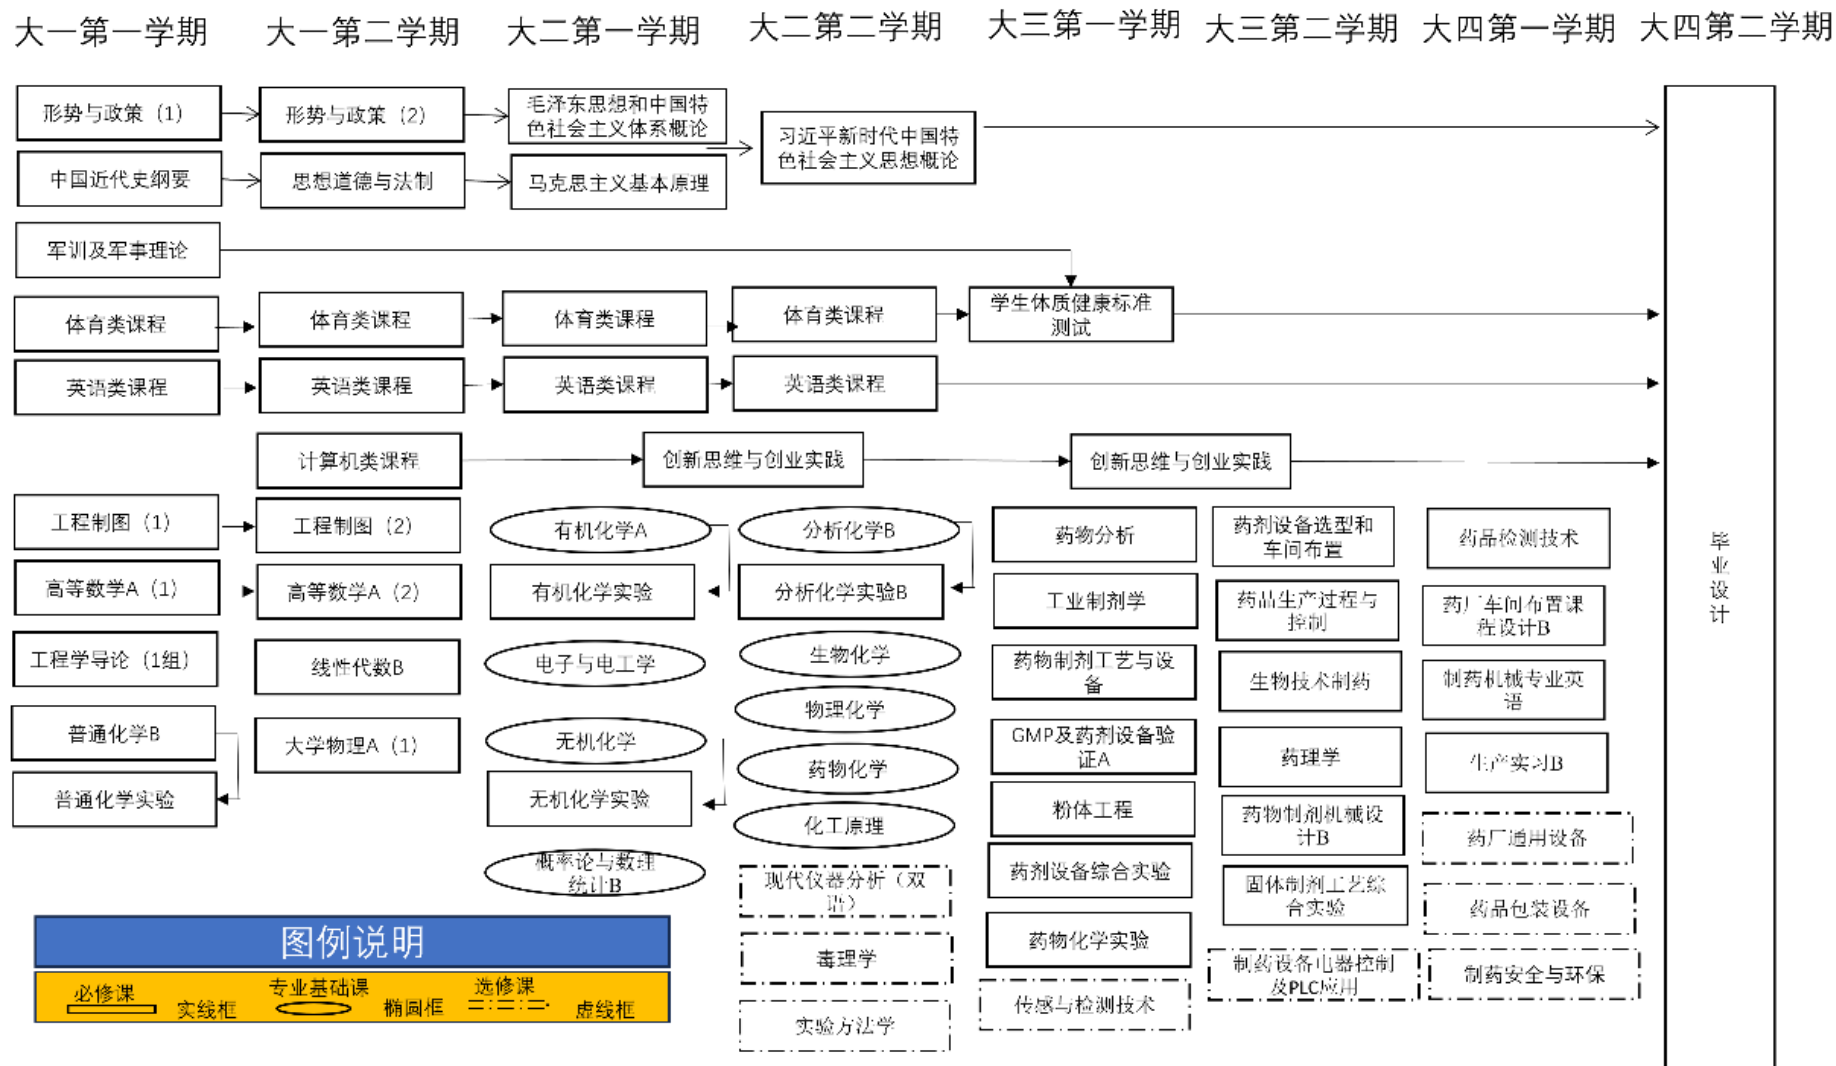 大一第一学期
大一第二学期
大二第一学期
大二第二学期
大三第一学期
大三第二学期
大四第一学期
大四第二学期
形势与政策（1）
形势与政策（2）
毛泽东思想和中国特
色社会主义体系概论
习近平新时代中国特
色社会主义思想概论
中国近代史纲要
思想道德与法制
马克思主义基本原理
军训及军事理论
体育类课程
体育类课程
体育类课程
体育类课程
学生体质健康标准
测试
英语类课程
英语类课程
英语类课程
英语类课程
计算机类课程
创新思维与创业实践
创新思维与创业实践
工程制图（1）
高等数学A（1）
工程学导论（1组）
普通化学B
普通化学实验
工程制图（2）
高等数学A（2）
线性代数B
大学物理A（1）
有机化学A
有机化学实验
电子与电工学
无机化学
无机化学实验
概率论与数理
统计B
分析化学B
分析化学实验B
生物化学
物理化学
药物化学
化工原理
现代仪器分析（双
语）
毒理学
实验方法学
药物分析
工业制剂学
药物制剂工艺与设
备
GMP及药剂设备验
证A
粉体工程
药剂设备综合实验
药物化学实验
传感与检测技术
药剂设备选型和
车间布置
药品生产过程与
控制
生物技术制药
药理学
药物制剂机械设
计B
固体制剂工艺综
合实验
制药设备电器控制
及PLC应用
药品检测技术
药厂车间布置课
程设计B
制药机械专业英
语
生产实习B
药厂通用设备
药品包装设备
制药安全与环保
毕
业
设
计
图例说明
必修课
实线框
专业基础课
椭圆框
选修课
虚线框